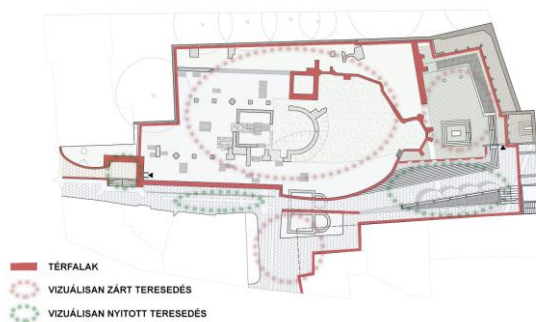 TÉRFALAK
VIZUÁLISAN ZÁRT TERESEDÉS
VIZUÁLISAN NYITOTT TERESEDÉS